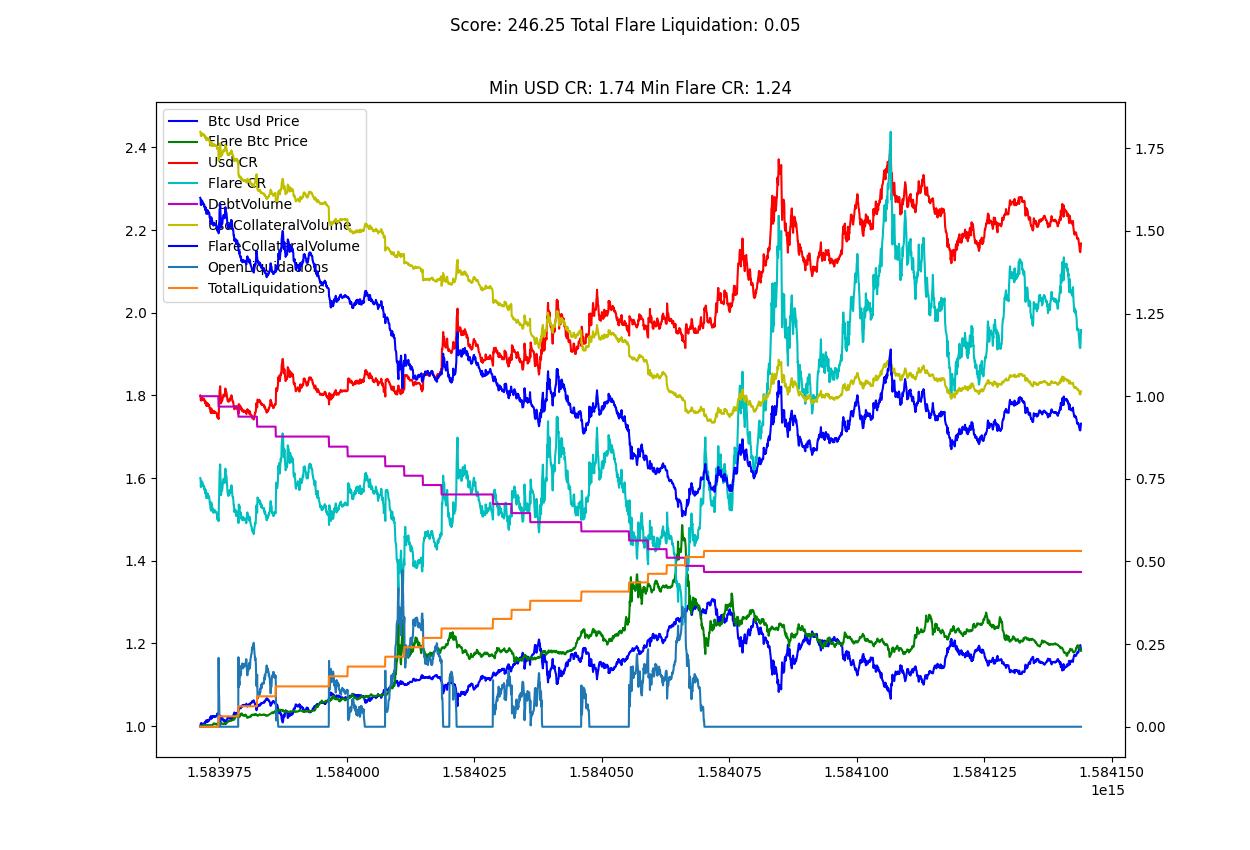 Score: 246.25 Total Flare Liquidation: 0.05
Min USD CR: 1.74 Min Flare CR: 1.24
Btc Usd Price
Flare Btc Price
Usd CR
Flare CR
DebtVolume
UsdCollateralVolume
FlareCollateralVolume
OpenLiquidations
TotalLiquidations
2.4
2.2
2.0
1.8
1.6
1.4
1.2
1.0
1.75
1.50
1.25
1.00
0.75
0.50
0.25
0.00
1.583975 1.584000 1.584025 1.584050 1.584075 1.584100 1.584125 1.584150
1e15